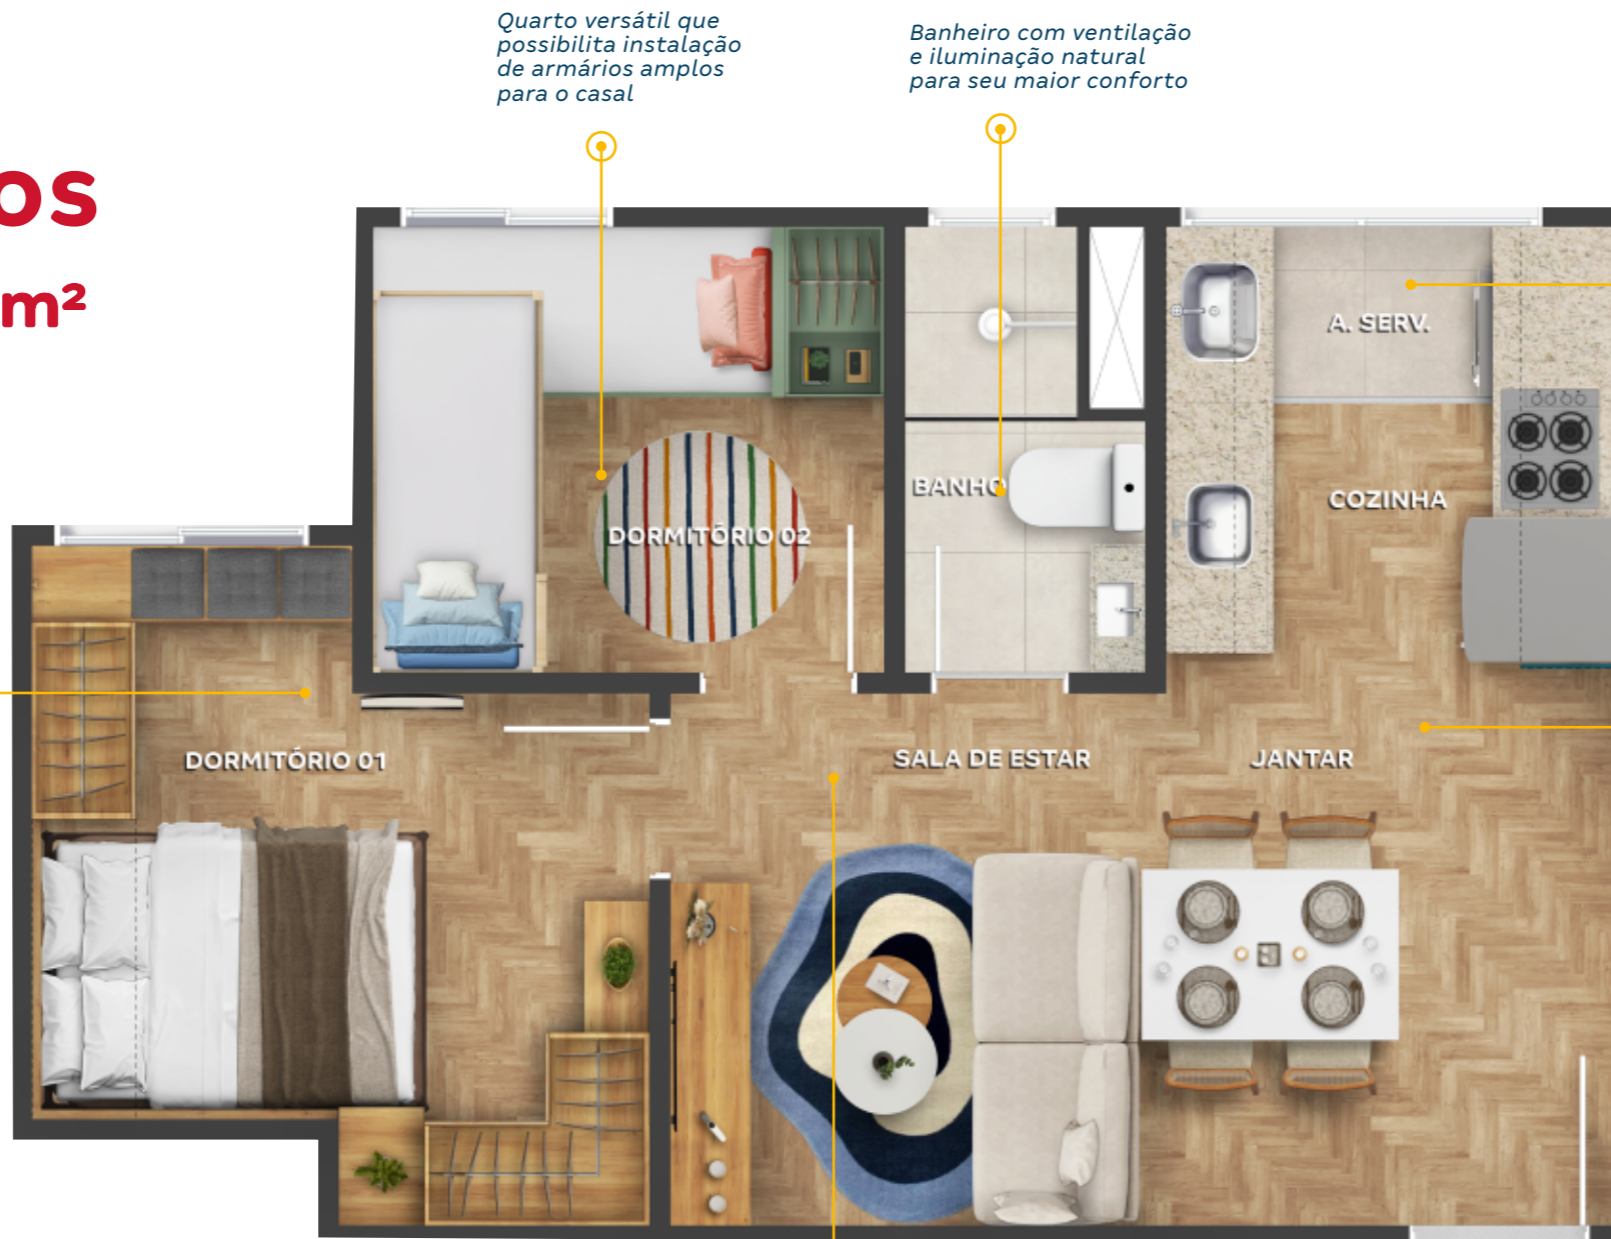 Quarto versátil que
possibilita instalação
de armários amplos
para o casal
Banheiro com ventilação
e iluminação natural
para seu maior conforto
os
m²
A. SERV.
BANHO
COZINHA
DORMITÓRIO 02
DORMITÓRIO 01
SALA DE ESTAR
JANTAR